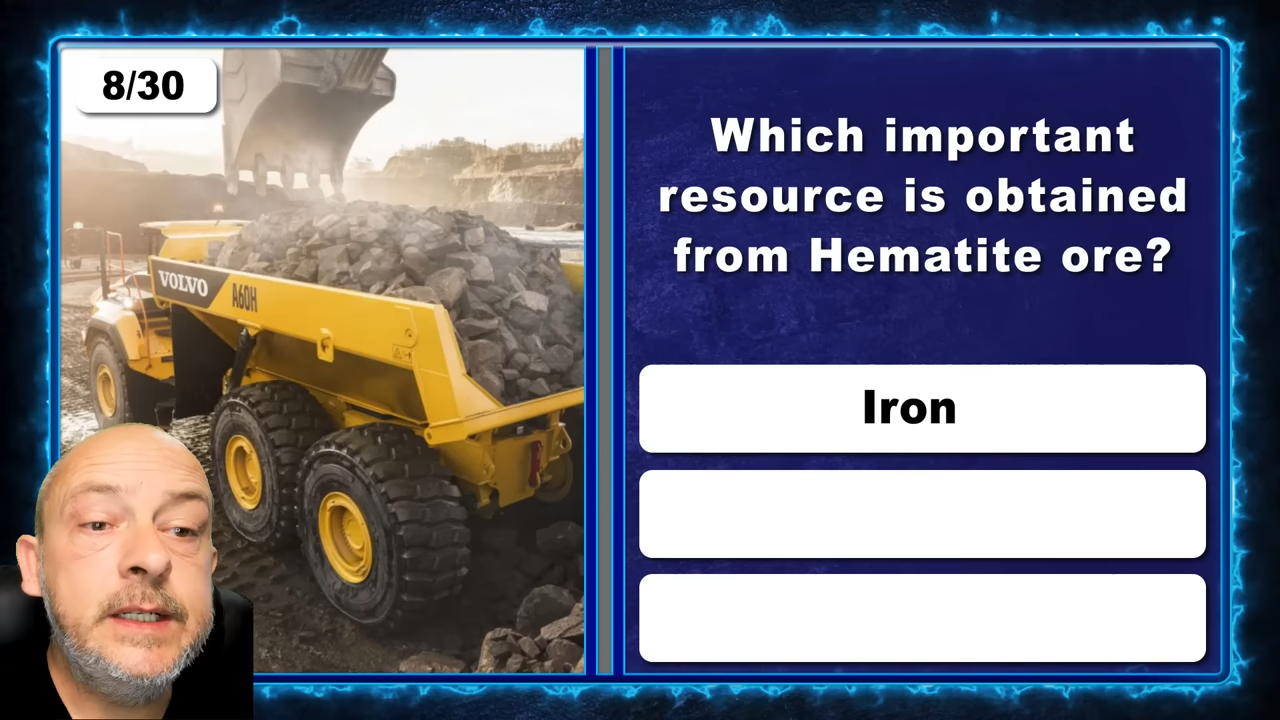 8/30
VOLVO
A60H
Which important
resource is obtained
from Hematite ore?
Iron